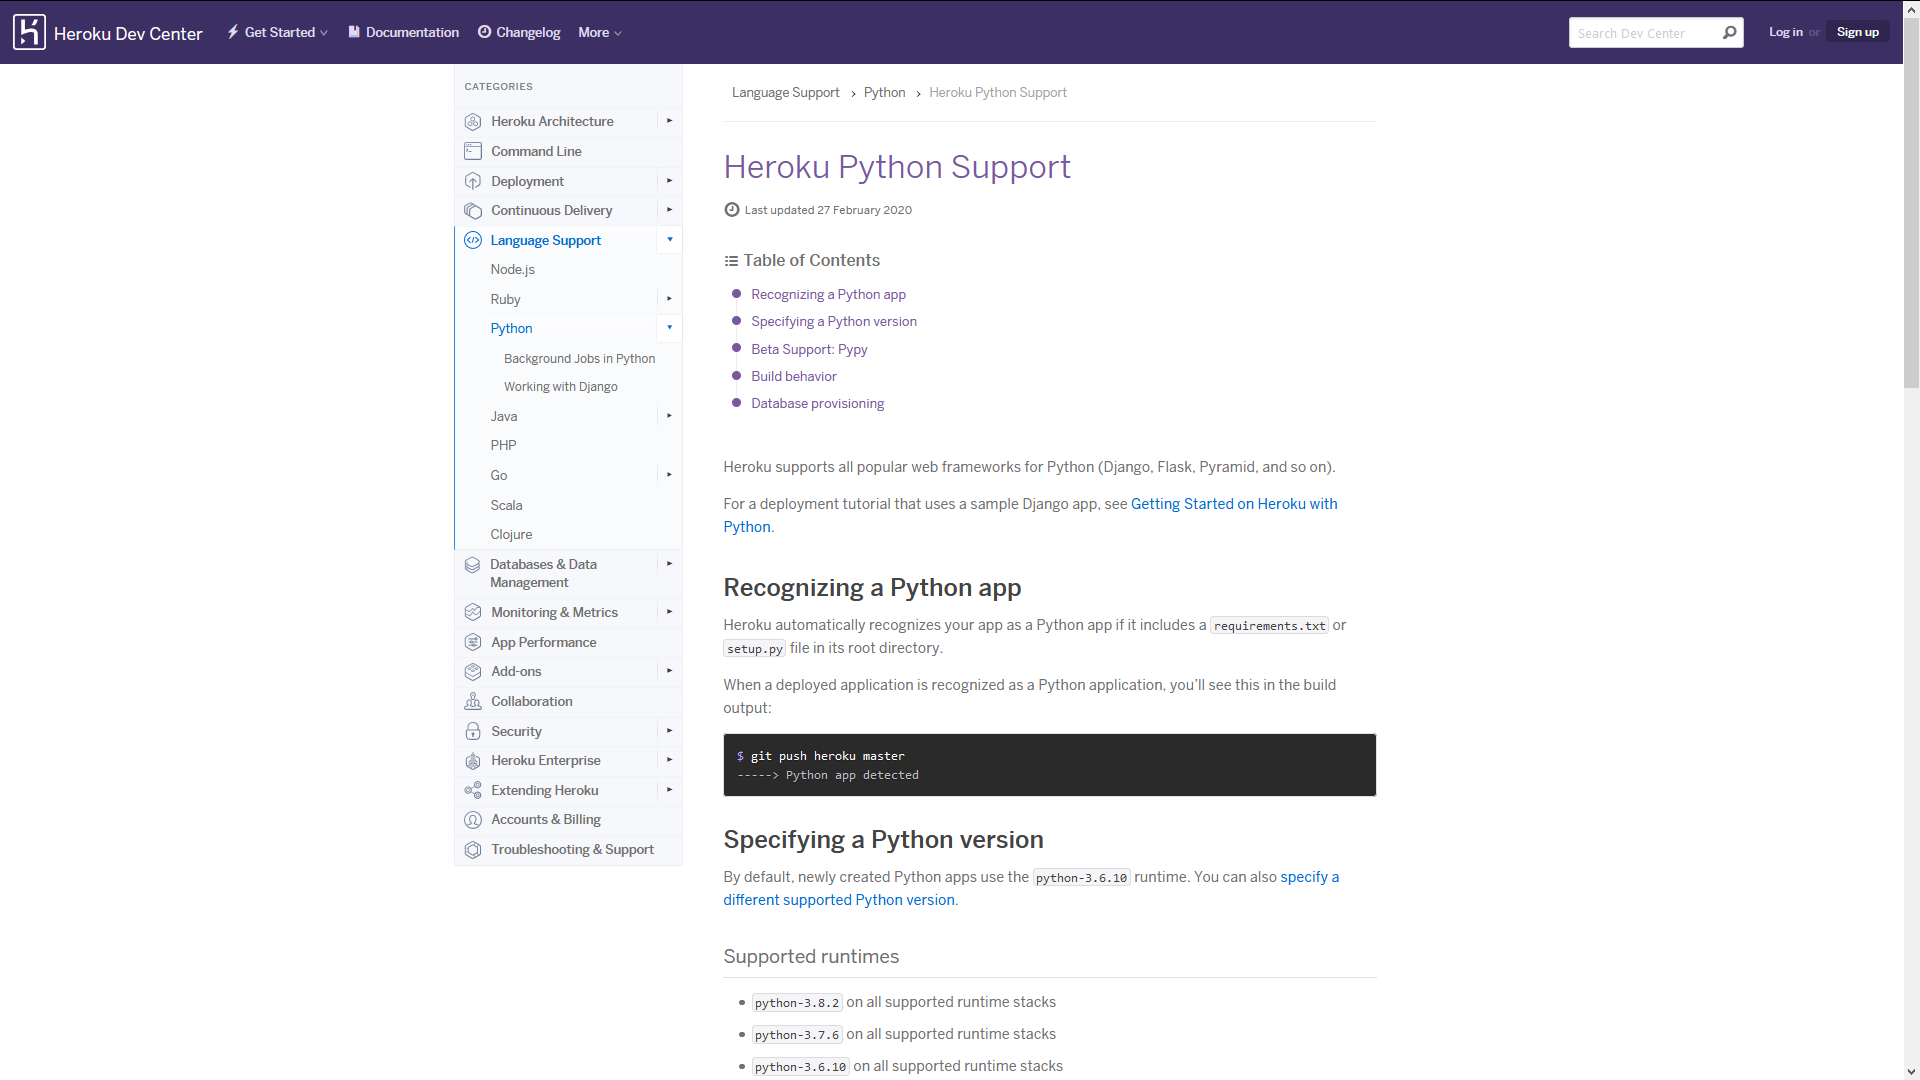 Heroku Dev Center
Get Started
Documentation
Changelog
More
Search Dev Center
Log in or Sign up
CATEGORIES
Heroku Architecture
Command Line
Deployment
Continuous Delivery
Language Support
Node.js
Ruby
Python
Background Jobs in Python
Working with Django
Java
PHP
Go
Scala
Clojure
Databases & Data
Management
Monitoring & Metrics
App Performance
Add-ons
Collaboration
Security
Heroku Enterprise
Extending Heroku
Accounts & Billing
Troubleshooting & Support
Language Support › Python › Heroku Python Support
Heroku Python Support
Last updated 27 February 2020
Table of Contents
Recognizing a Python app
Specifying a Python version
Beta Support: Pypy
Build behavior
Database provisioning
Heroku supports all popular web frameworks for Python (Django, Flask, Pyramid, and so on).
For a deployment tutorial that uses a sample Django app, see Getting Started on Heroku with
Python.
Recognizing a Python app
Heroku automatically recognizes your app as a Python app if it includes a requirements.txt or
setup.py file in its root directory.
When a deployed application is recognized as a Python application, you’ll see this in the build
output:
$ git push heroku master
-----> Python app detected
Specifying a Python version
By default, newly created Python apps use the python-3.6.10 runtime. You can also specify a
different supported Python version.
Supported runtimes
• python-3.8.2 on all supported runtime stacks
• python-3.7.6 on all supported runtime stacks
• python-3.6.10 on all supported runtime stacks